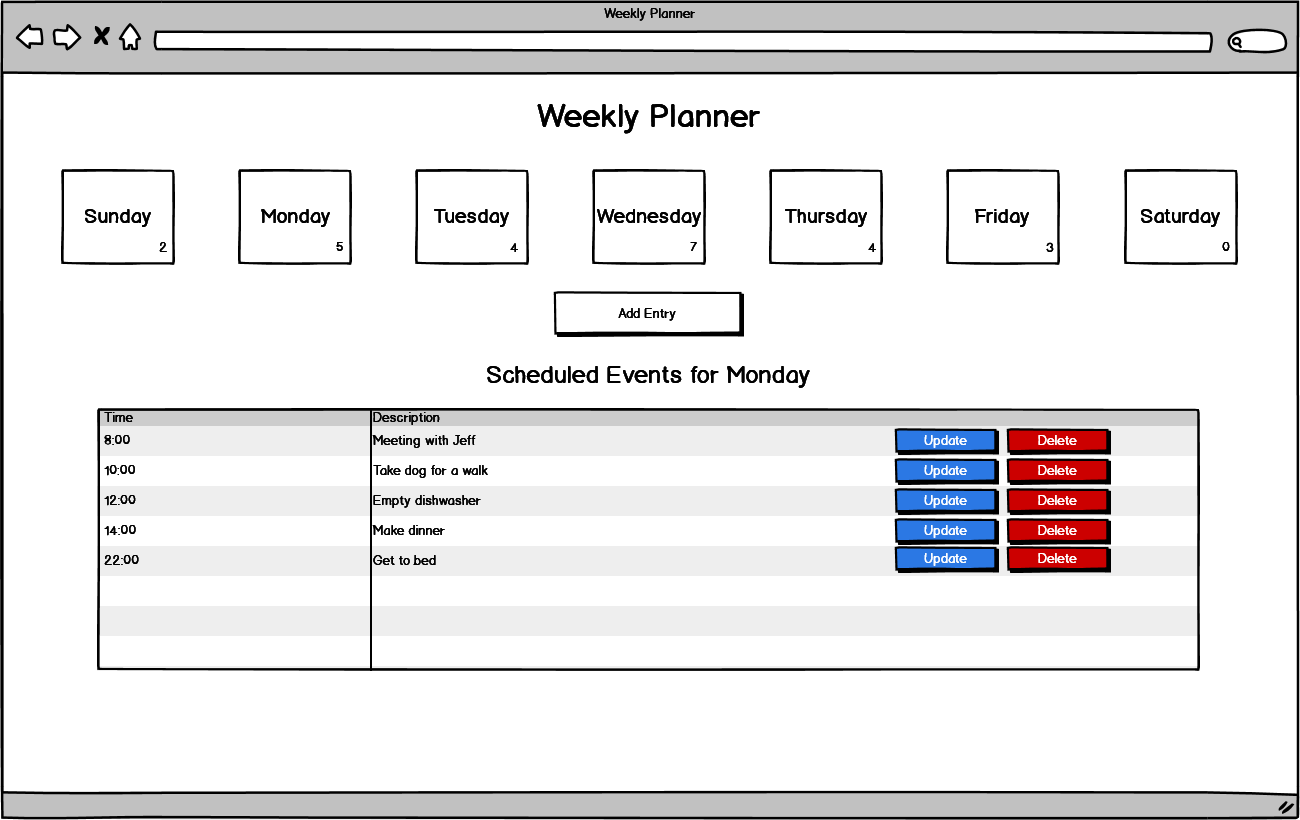 Weekly Planner
Weekly Planner
Sunday Monday Tuesday Wednesday Thursday Friday Saturday
2 5 4 7 4 3 0
Add Entry
Scheduled Events for Monday
Time Description
8:00 Meeting with Jeff Update Delete
10:00 Take dog for a walk Update Delete
12:00 Empty dishwasher Update Delete
14:00 Make dinner Update Delete
22:00 Get to bed Update Delete